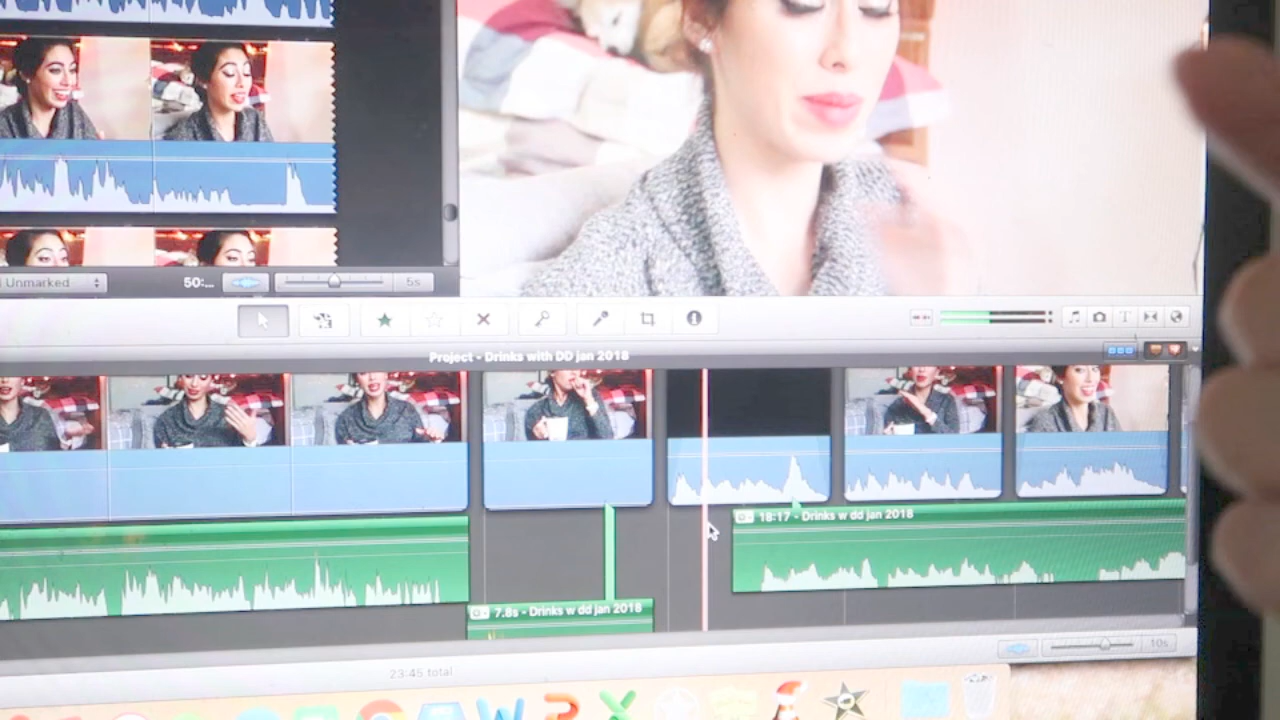 Unmarked
50:...
5s
Project - Drinks with DD jan 2018
18:17 - Drinks w dd jan 2018
7.8s - Drinks w dd jan 2018
10s
23:45 total